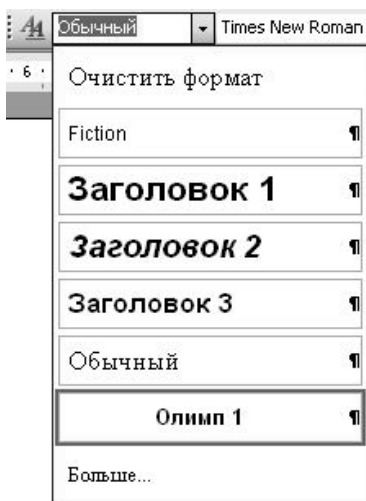 Обычный Times New Roman
6
Очистить формат
Fiction ¶
Заголовок 1 ¶
Заголовок 2 ¶
Заголовок 3 ¶
Обычный ¶
Олимп 1 ¶
Больше...